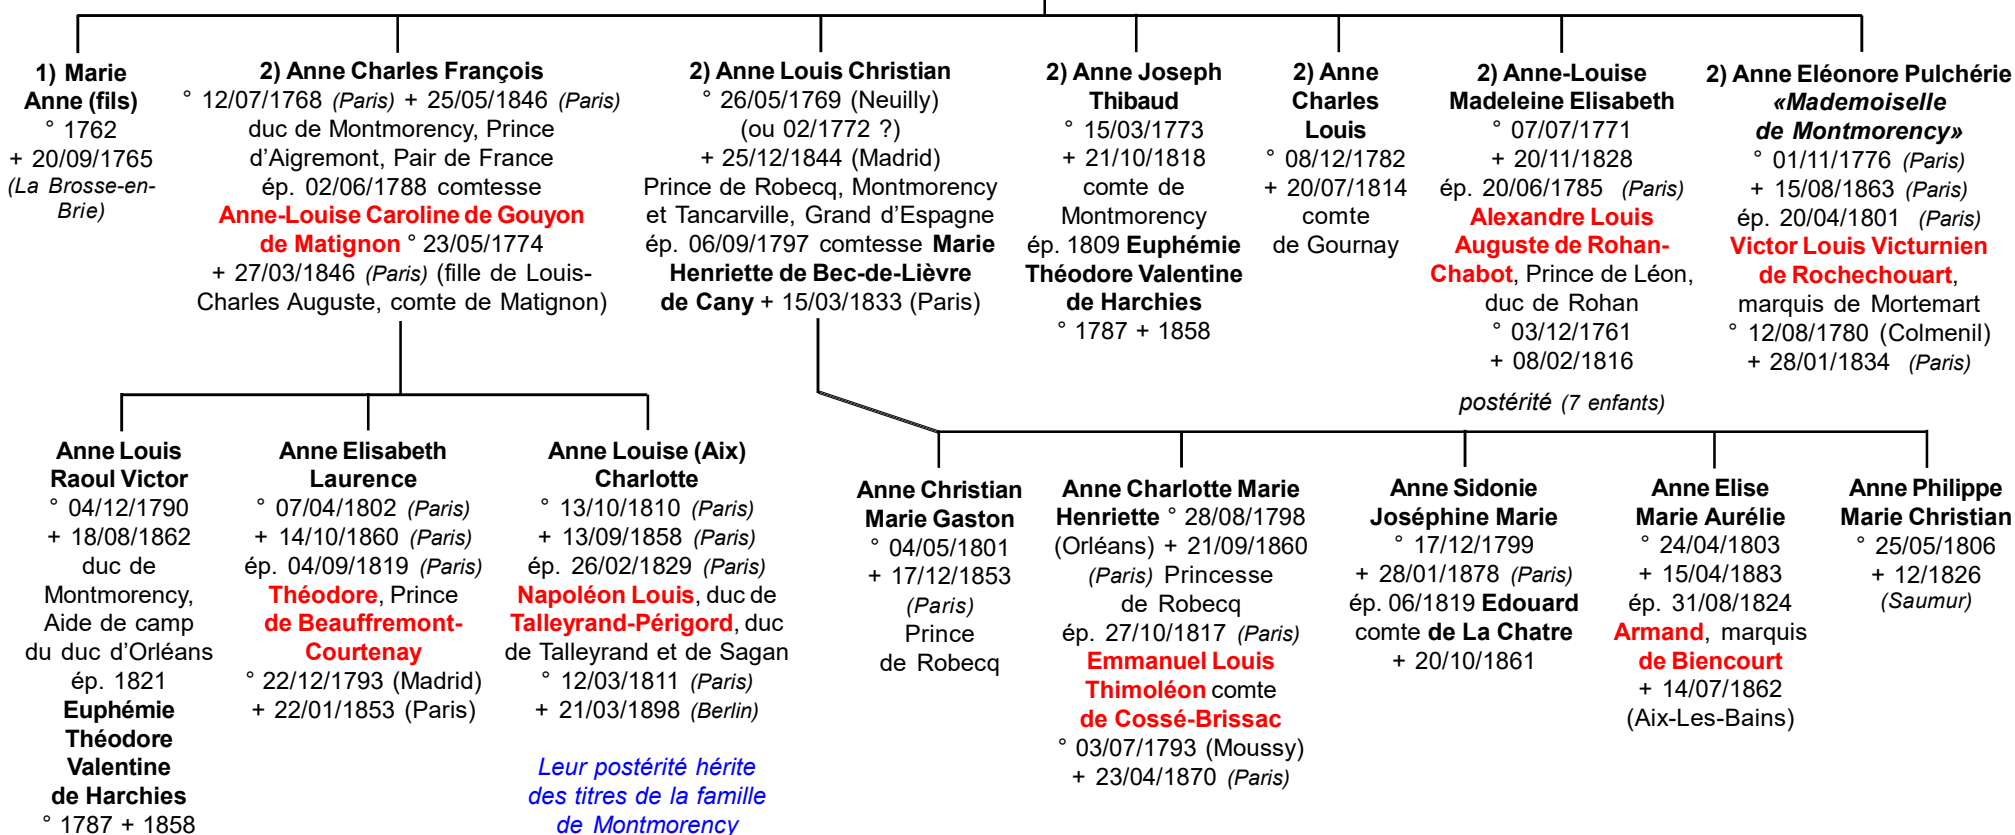 1) Marie
Anne (fils)
° 1762
+ 20/09/1765
(La Brosse-en-
Brie)
2) Anne Charles François
° 12/07/1768 (Paris) + 25/05/1846 (Paris)
duc de Montmorency, Prince
d'Aigremont, Pair de France
ép. 02/06/1788 comtesse
Anne-Louise Caroline de Gouyon
de Matignon ° 23/05/1774
+ 27/03/1846 (Paris) (fille de Louis-
Charles Auguste, comte de Matignon)
2) Anne Louis Christian
° 26/05/1769 (Neuilly)
(ou 02/1772 ?)
+ 25/12/1844 (Madrid)
Prince de Robecq, Montmorency
et Tancarville, Grand d'Espagne
ép. 06/09/1797 comtesse Marie
Henriette de Bec-de-Lièvre
de Cany + 15/03/1833 (Paris)
2) Anne Joseph
Thibaud
° 15/03/1773
+ 21/10/1818
comte de
Montmorency
ép. 1809 Euphémie
Théodore Valentine
de Harchies
° 1787 + 1858
2) Anne
Charles
Louis
° 08/12/1782
+ 20/07/1814
comte
de Gournay
2) Anne-Louise
Madeleine Elisabeth
° 07/07/1771
+ 20/11/1828
ép. 20/06/1785 (Paris)
Alexandre Louis
Auguste de Rohan-
Chabot, Prince de Léon,
duc de Rohan
° 03/12/1761
+ 08/02/1816
postérité (7 enfants)
2) Anne Eléonore Pulchérie
«Mademoiselle
de Montmorency»
° 01/11/1776 (Paris)
+ 15/08/1863 (Paris)
ép. 20/04/1801 (Paris)
Victor Louis Victurnien
de Rochechouart,
marquis de Mortemart
° 12/08/1780 (Colmenil)
+ 28/01/1834 (Paris)
Anne Louis
Raoul Victor
° 04/12/1790
+ 18/08/1862
duc de
Montmorency,
Aide de camp
du duc d'Orléans
ép. 1821
Euphémie
Théodore
Valentine
de Harchies
° 1787 + 1858
Anne Elisabeth
Laurence
° 07/04/1802 (Paris)
+ 14/10/1860 (Paris)
ép. 04/09/1819 (Paris)
Théodore, Prince
de Beauffremont-
Courtenay
° 22/12/1793 (Madrid)
+ 22/01/1853 (Paris)
Anne Louise (Aix)
Charlotte
° 13/10/1810 (Paris)
+ 13/09/1858 (Paris)
ép. 26/02/1829 (Paris)
Napoléon Louis, duc de
Talleyrand-Périgord, duc
de Talleyrand et de Sagan
° 12/03/1811 (Paris)
+ 21/03/1898 (Berlin)
Leur postérité hérite
des titres de la famille
de Montmorency
Anne Christian
Marie Gaston
° 04/05/1801
+ 17/12/1853
(Paris)
Prince
de Robecq
Anne Charlotte Marie
Henriette ° 28/08/1798
(Orléans) + 21/09/1860
(Paris) Princesse
de Robecq
ép. 27/10/1817 (Paris)
Emmanuel Louis
Thimoléon comte
de Cossé-Brissac
° 03/07/1793 (Moussy)
+ 23/04/1870 (Paris)
Anne Sidonie
Joséphine Marie
° 17/12/1799
+ 28/01/1878 (Paris)
ép. 06/1819 Edouard
comte de La Chatre
+ 20/10/1861
Anne Elise
Marie Aurélie
° 24/04/1803
+ 15/04/1883
ép. 31/08/1824
Armand, marquis
de Biencourt
+ 14/07/1862
(Aix-Les-Bains)
Anne Philippe
Marie Christian
° 25/05/1806
+ 12/1826
(Saumur)